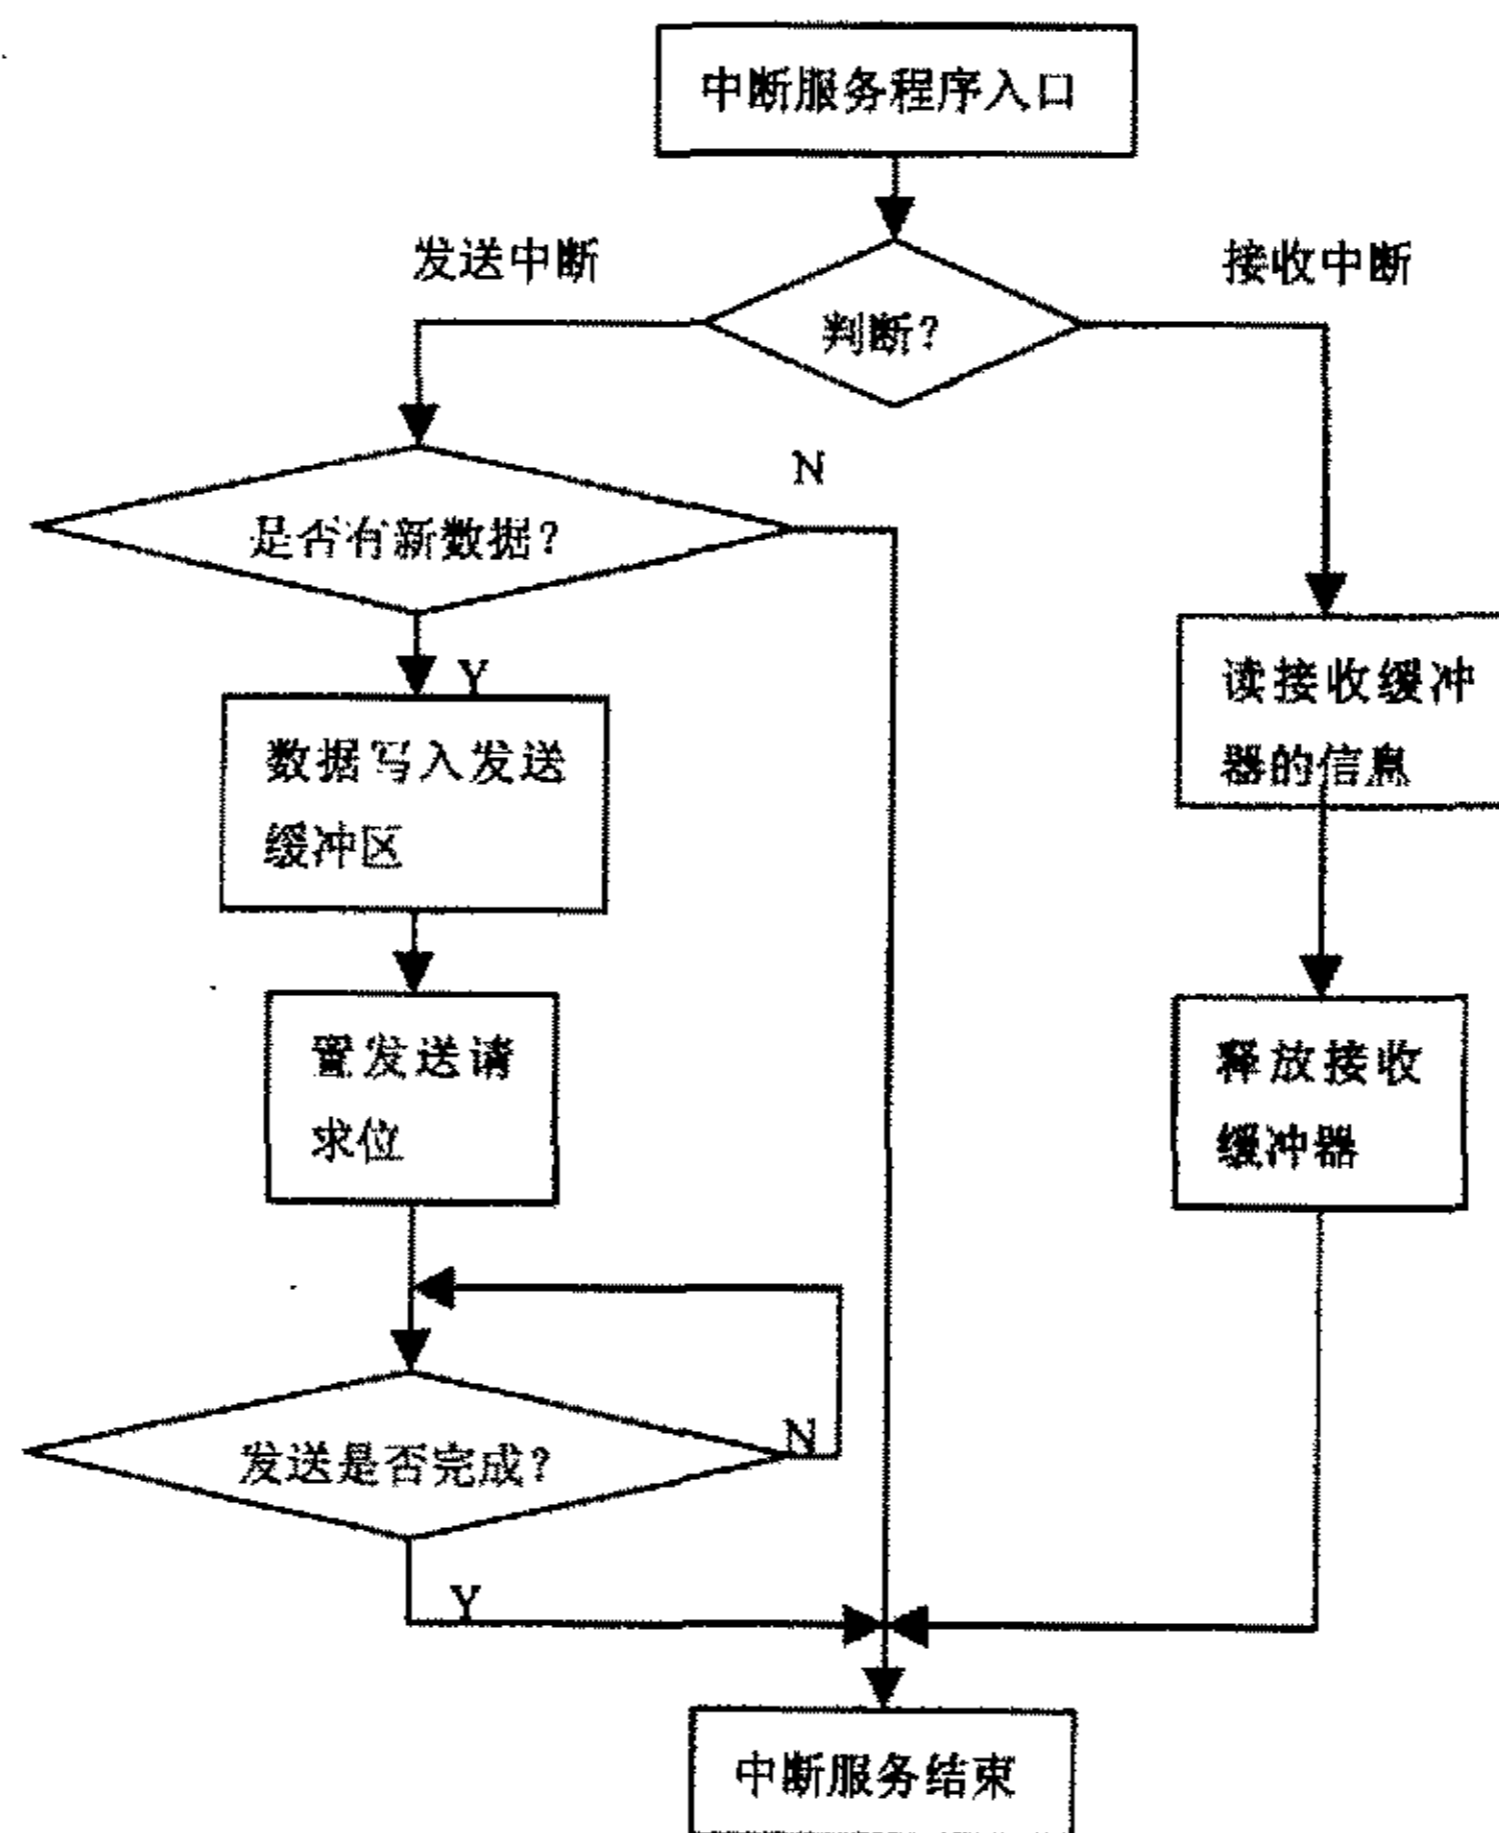 中断服务程序入口
发送中断
接收中断
判断?
N
是否有新数据?
Y
数据写入发送
缓冲区
读接收缓冲
器的信息
置发送请
求位
释放接收
缓冲器
N
发送是否完成?
Y
中断服务结束